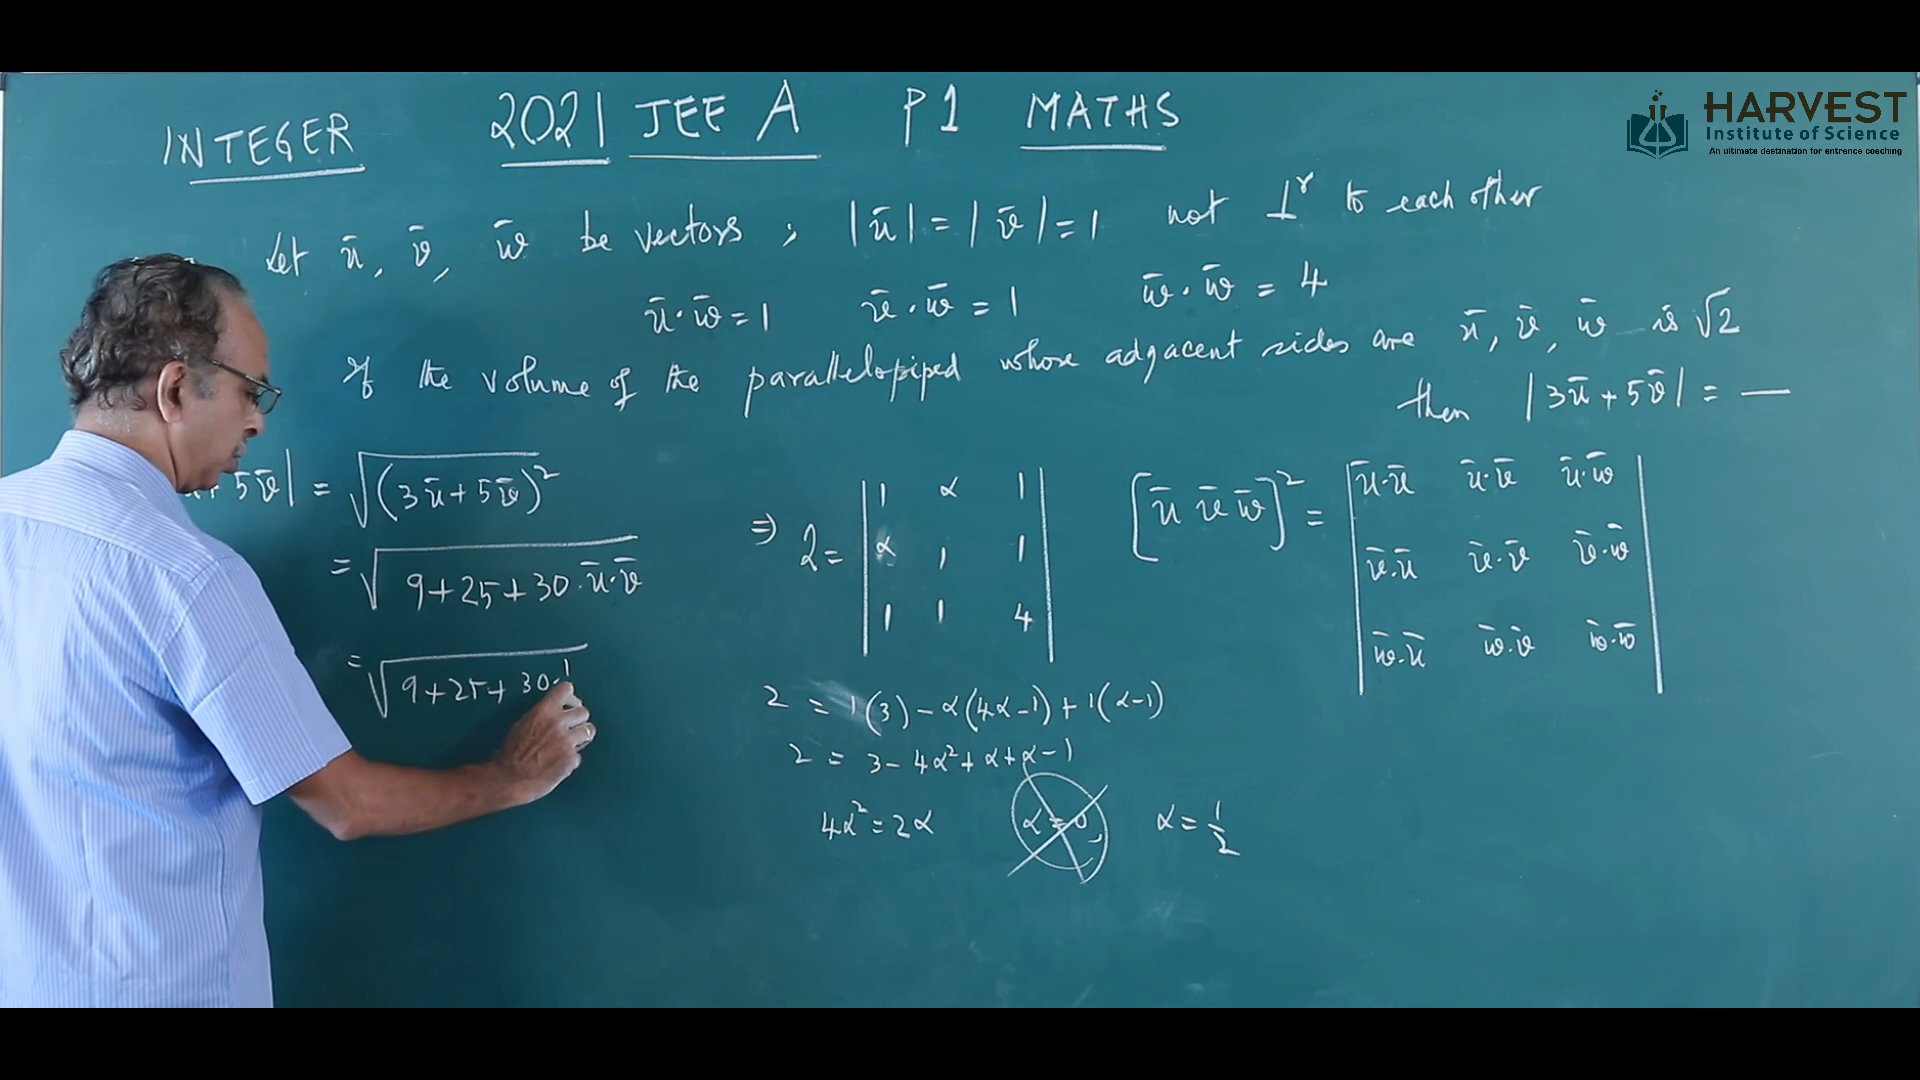 INTEGER 2021 JEE A P1 MATHS
HARVEST
Institute of Science
An ultimate destination for entrance coaching
Let ū, v̄, w̄ be vectors ; |ū| = |v̄| = 1 not ⊥ʳ to each other
ū·w̄ = 1 v̄·w̄ = 1 w̄·w̄ = 4
If the volume of the parallelopiped whose adjacent sides are ū, v̄, w̄ is √2
then |3ū + 5v̄| = —
+ 5v̄| = √(3ū + 5v̄)²
= √9+25+30·ū·v̄
= √9+25+30·1
⇒ 2 = | 1 α 1 |
| α 1 1 |
| 1 1 4 |
2 = 1(3) - α(4α-1) + 1(α-1)
2 = 3 - 4α² + α + α - 1
4α² = 2α α = 0, α = 1/2
[ū v̄ w̄]² = | ū·ū ū·v̄ ū·w̄ |
| v̄·ū v̄·v̄ v̄·w̄ |
| w̄·ū w̄·v̄ w̄·w̄ |